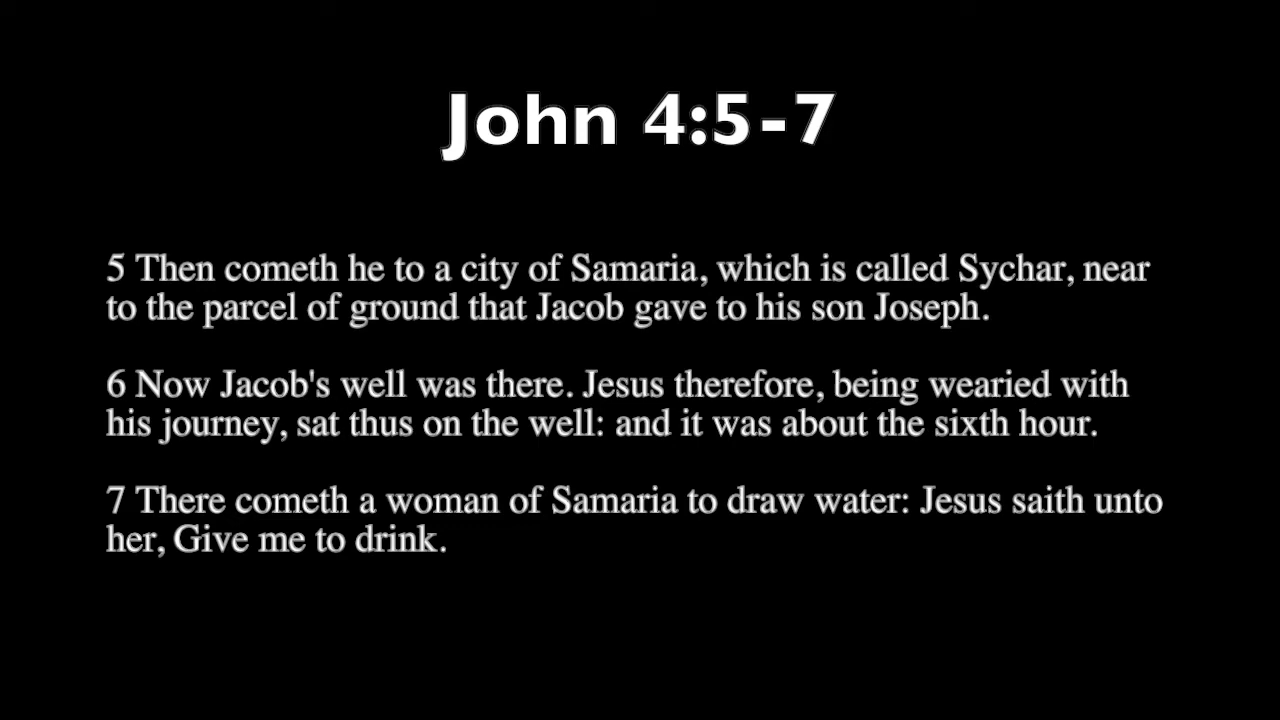 John 4:5-7
5 Then cometh he to a city of Samaria, which is called Sychar, near
to the parcel of ground that Jacob gave to his son Joseph.
6 Now Jacob's well was there. Jesus therefore, being wearied with
his journey, sat thus on the well: and it was about the sixth hour.
7 There cometh a woman of Samaria to draw water: Jesus saith unto
her, Give me to drink.